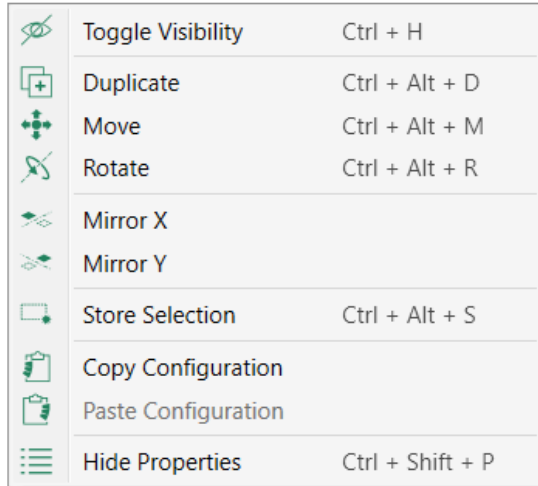 Toggle Visibility Ctrl + H
Duplicate Ctrl + Alt + D
Move Ctrl + Alt + M
Rotate Ctrl + Alt + R
Mirror X
Mirror Y
Store Selection Ctrl + Alt + S
Copy Configuration
Paste Configuration
Hide Properties Ctrl + Shift + P